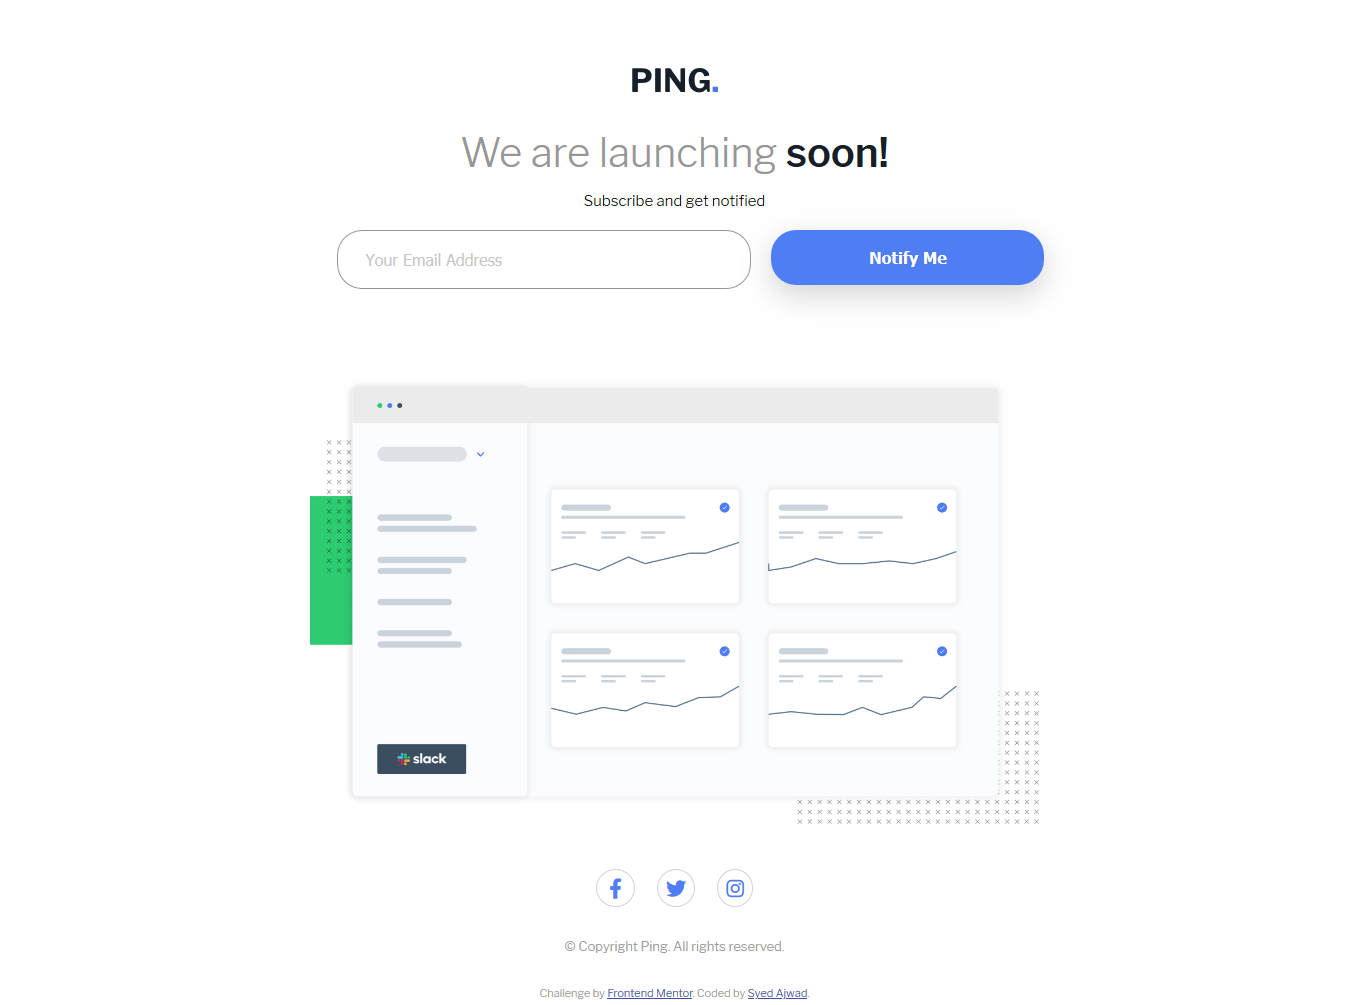 PING.
We are launching soon!
Subscribe and get notified
Your Email Address
Notify Me
slack
© Copyright Ping. All rights reserved.
Challenge by Frontend Mentor. Coded by Syed Ajwad.